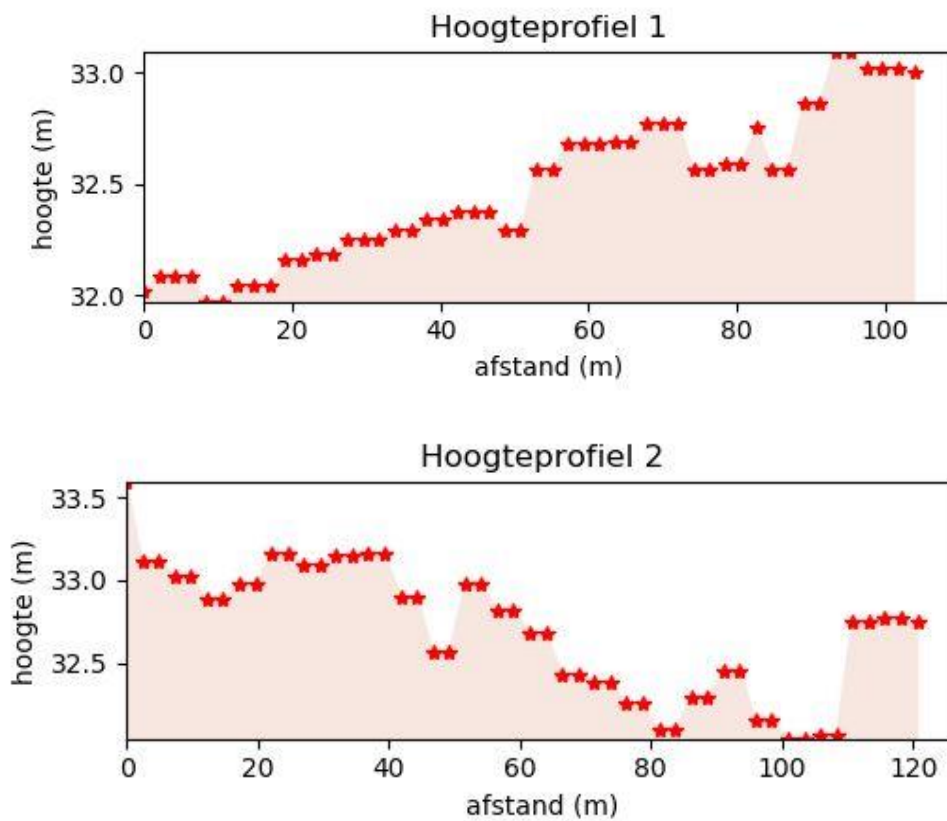 Hoogteprofiel 1
33.0
32.5
32.0
hoogte (m)
0 20 40 60 80 100
afstand (m)
Hoogteprofiel 2
33.5
33.0
32.5
hoogte (m)
0 20 40 60 80 100 120
afstand (m)